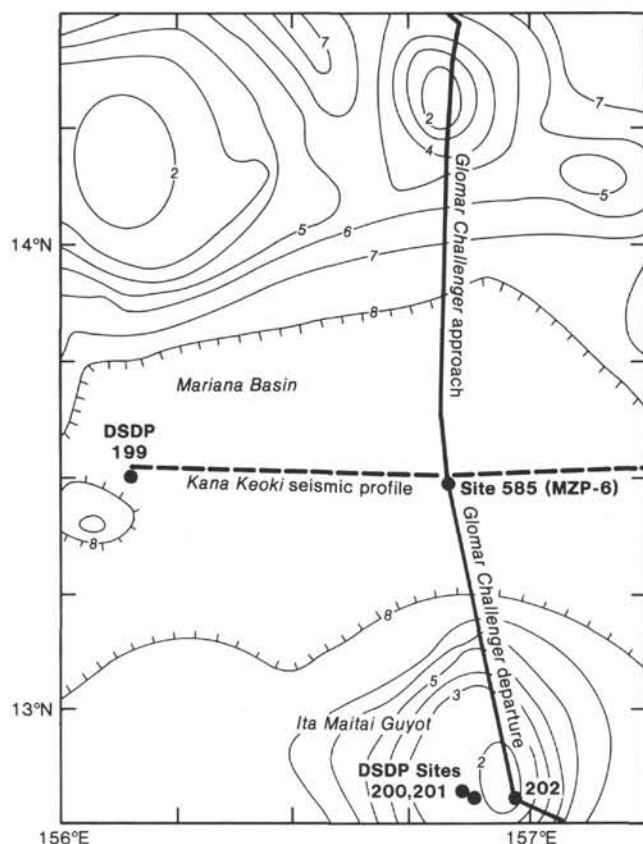 7
7
2
4
Glomar Challenger approach
2
5
5
14°N
6
7
8
Mariana Basin
DSDP
199
Kana Keoki seismic profile
Site 585 (MZP-6)
8
8
Glomar Challenger departure
5
3
13°N
Ita Maitai Guyot
DSDP Sites
200,201
2
202
156°E
157°E